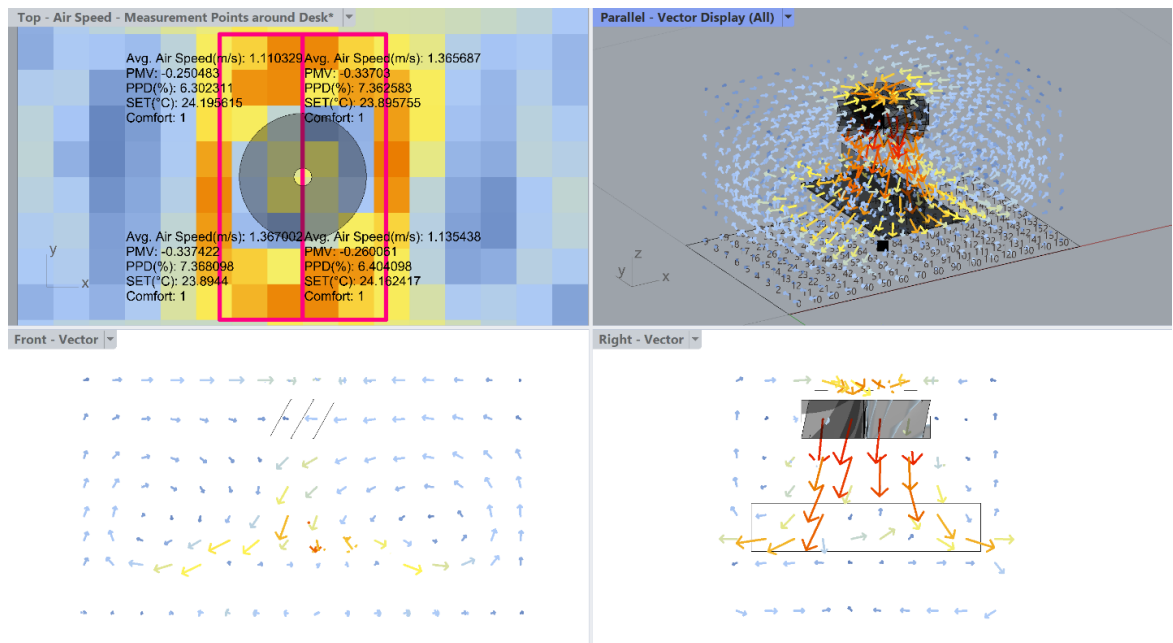 Top - Air Speed - Measurement Points around Desk*
Parallel - Vector Display (All)
Avg. Air Speed(m/s): 1.110329
PMV: -0.250483
PPD(%): 6.302311
SET(°C): 24.195615
Comfort: 1
Avg. Air Speed(m/s): 1.365687
PMV: -0.33703
PPD(%): 7.362583
SET(°C): 23.895755
Comfort: 1
Avg. Air Speed(m/s): 1.367002
PMV: -0.337422
PPD(%): 7.368098
SET(°C): 23.8944
Comfort: 1
Avg. Air Speed(m/s): 1.135438
PMV: -0.260061
PPD(%): 6.404098
SET(°C): 24.162417
Comfort: 1
y
x
z
y
x
Front - Vector
Right - Vector